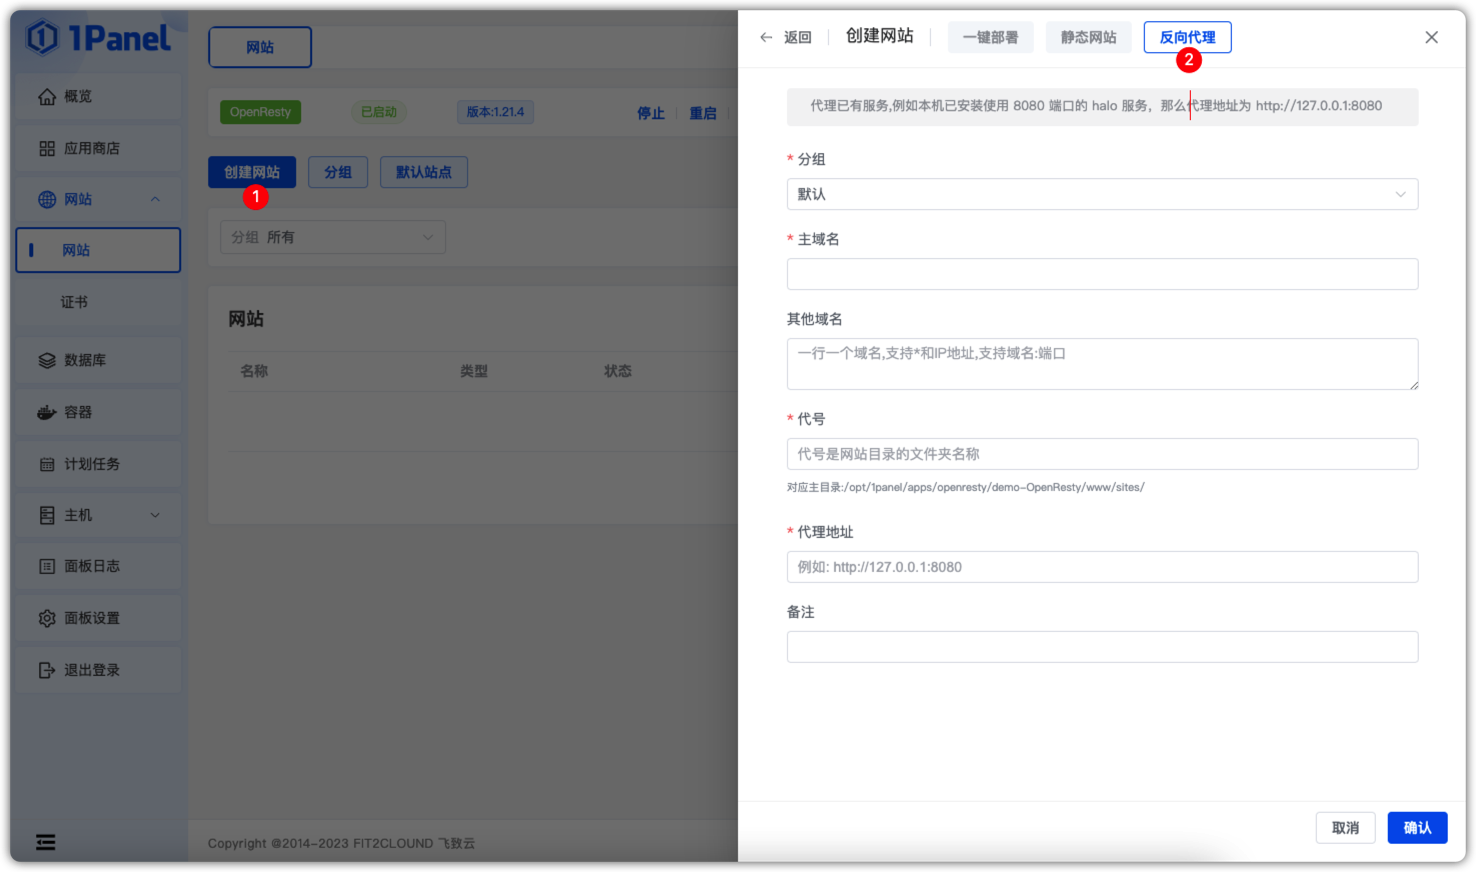 1Panel
概览
应用商店
网站
网站
证书
数据库
容器
计划任务
主机
面板日志
面板设置
退出登录
网站
OpenResty
已启动
版本:1.21.4
停止
重启
创建网站
分组
默认站点
1
分组 所有
网站
名称 类型 状态
Copyright @2014-2023 FIT2CLOUND 飞致云
返回
创建网站
一键部署
静态网站
反向代理
2
代理已有服务,例如本机已安装使用 8080 端口的 halo 服务，那么代理地址为 http://127.0.0.1:8080
* 分组
默认
* 主域名
其他域名
一行一个域名,支持*和IP地址,支持域名:端口
* 代号
代号是网站目录的文件夹名称
对应主目录:/opt/1panel/apps/openresty/demo-OpenResty/www/sites/
* 代理地址
例如: http://127.0.0.1:8080
备注
取消
确认